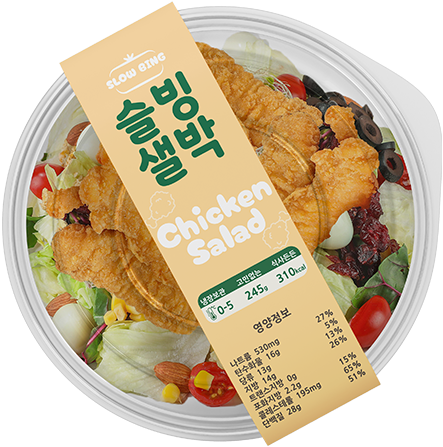 SLOW BING
슬빙
샐박
Chicken
Salad
냉장보관 고민없는 식사든든
0-5 245g 310kcal
영양정보
나트륨 530mg 27%
탄수화물 16g 5%
당류 13g 13%
지방 14g 26%
트랜스지방 0g
포화지방 2.2g 15%
콜레스테롤 195mg 65%
단백질 28g 51%